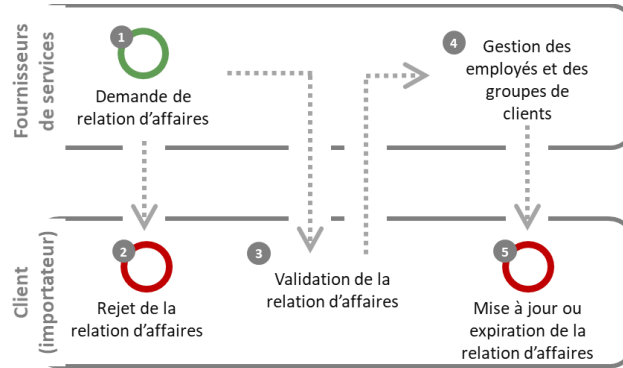 Fournisseurs
de services
1
Demande de
relation d'affaires
4
Gestion des
employés et des
groupes de
clients
Client
(importateur)
2
Rejet de la
relation d'affaires
3
Validation de la
relation d'affaires
5
Mise à jour ou
expiration de la
relation d'affaires